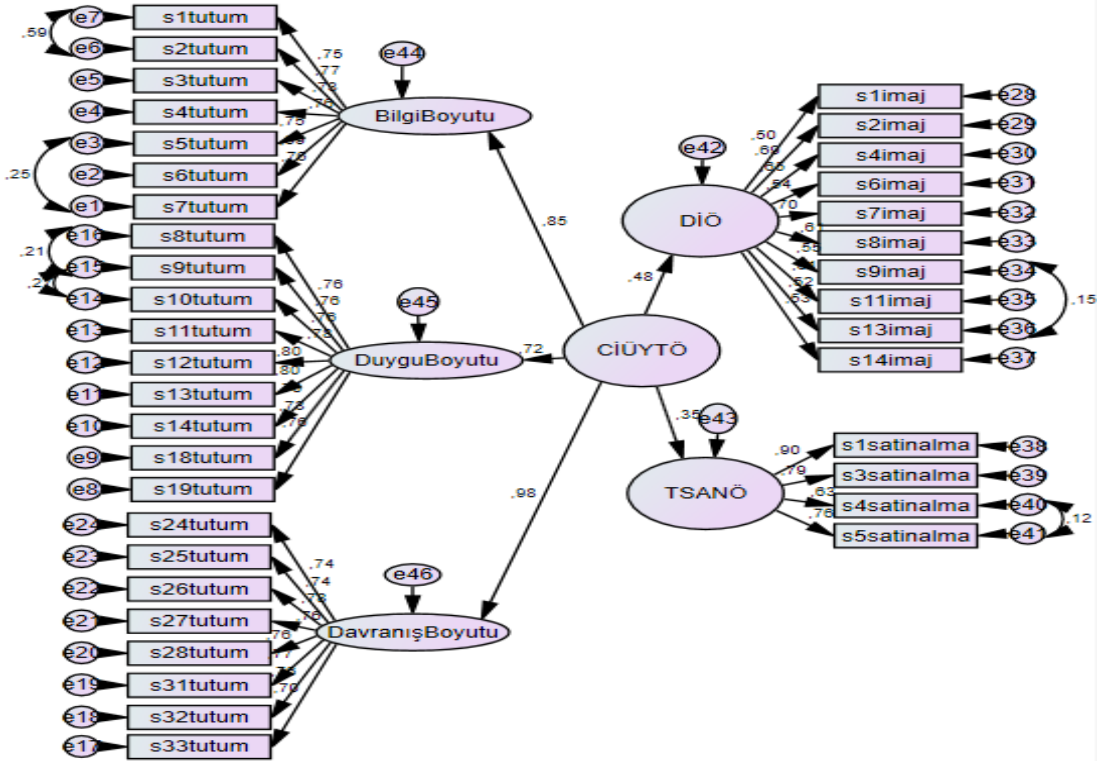 e7 s1tutum
.59
e6 s2tutum
e5 s3tutum
e4 s4tutum
e3 s5tutum
.25
e2 s6tutum
e1 s7tutum
e16 s8tutum
.21
e15 s9tutum
e14 s10tutum
e13 s11tutum
e12 s12tutum
e11 s13tutum
e10 s14tutum
e9 s18tutum
e8 s19tutum
e24 s24tutum
e23 s25tutum
e22 s26tutum
e21 s27tutum
e20 s28tutum
e19 s31tutum
e18 s32tutum
e17 s33tutum
.75
.77
.76
e44
BilgiBoyutu
.76
.76
.76
.80
.80
.76
e45
DuyguBoyutu
.74
.74
.78
.76
.76
.70
e46
DavranışBoyutu
.85
.72
.98
.48
.35
CİÜYTÖ
e42
DİÖ
.50
.69
.54
.70
.52
.53
s1imaj e28
s2imaj e29
s4imaj e30
s6imaj e31
s7imaj e32
s8imaj e33
s9imaj e34
s11imaj e35
.15
s13imaj e36
s14imaj e37
e43
TSANÖ
.90
.79
.63
.76
s1satinalma e38
s3satinalma e39
s4satinalma e40
.12
s5satinalma e41